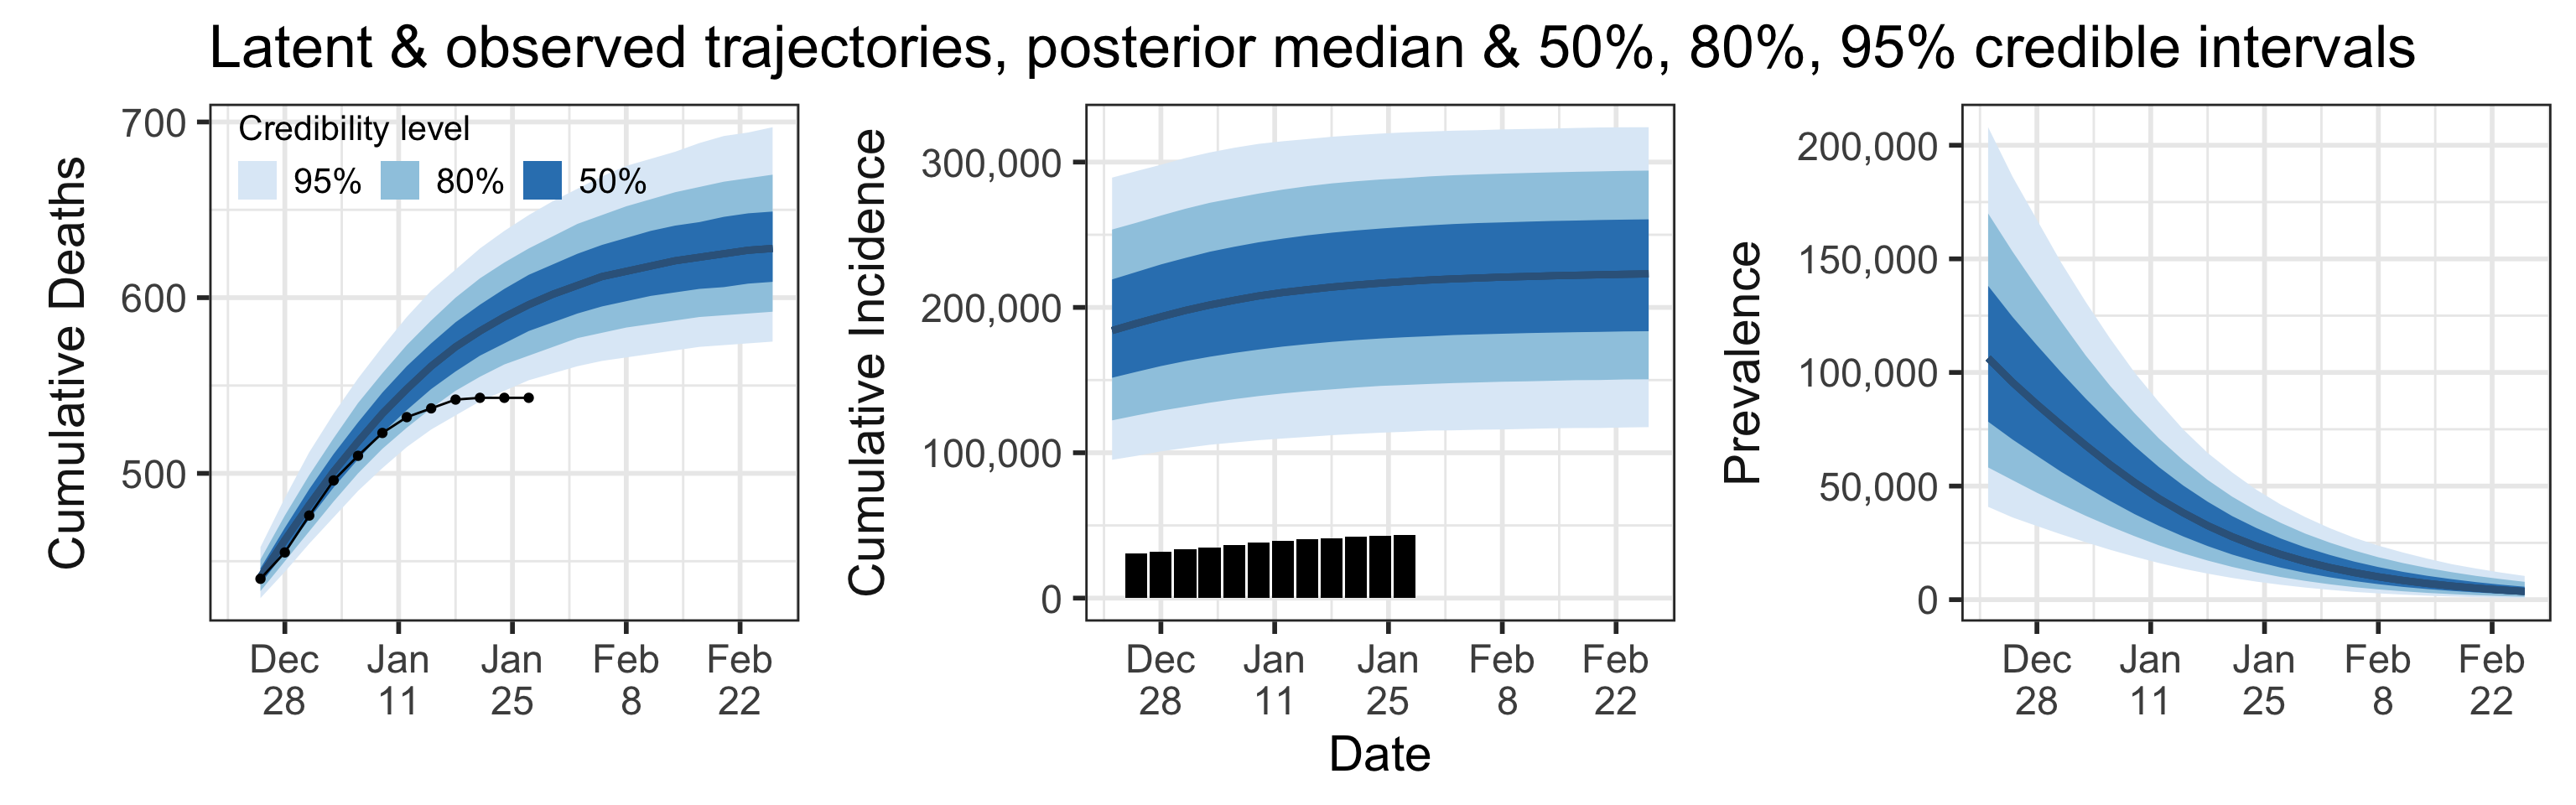 Latent & observed trajectories, posterior median & 50%, 80%, 95% credible intervals
Cumulative Deaths
700
600
500
Credibility level
95% 80% 50%
Dec 28
Jan 11
Jan 25
Feb 8
Feb 22
Cumulative Incidence
300,000
200,000
100,000
0
Dec 28
Jan 11
Jan 25
Feb 8
Feb 22
Prevalence
200,000
150,000
100,000
50,000
0
Dec 28
Jan 11
Jan 25
Feb 8
Feb 22
Date